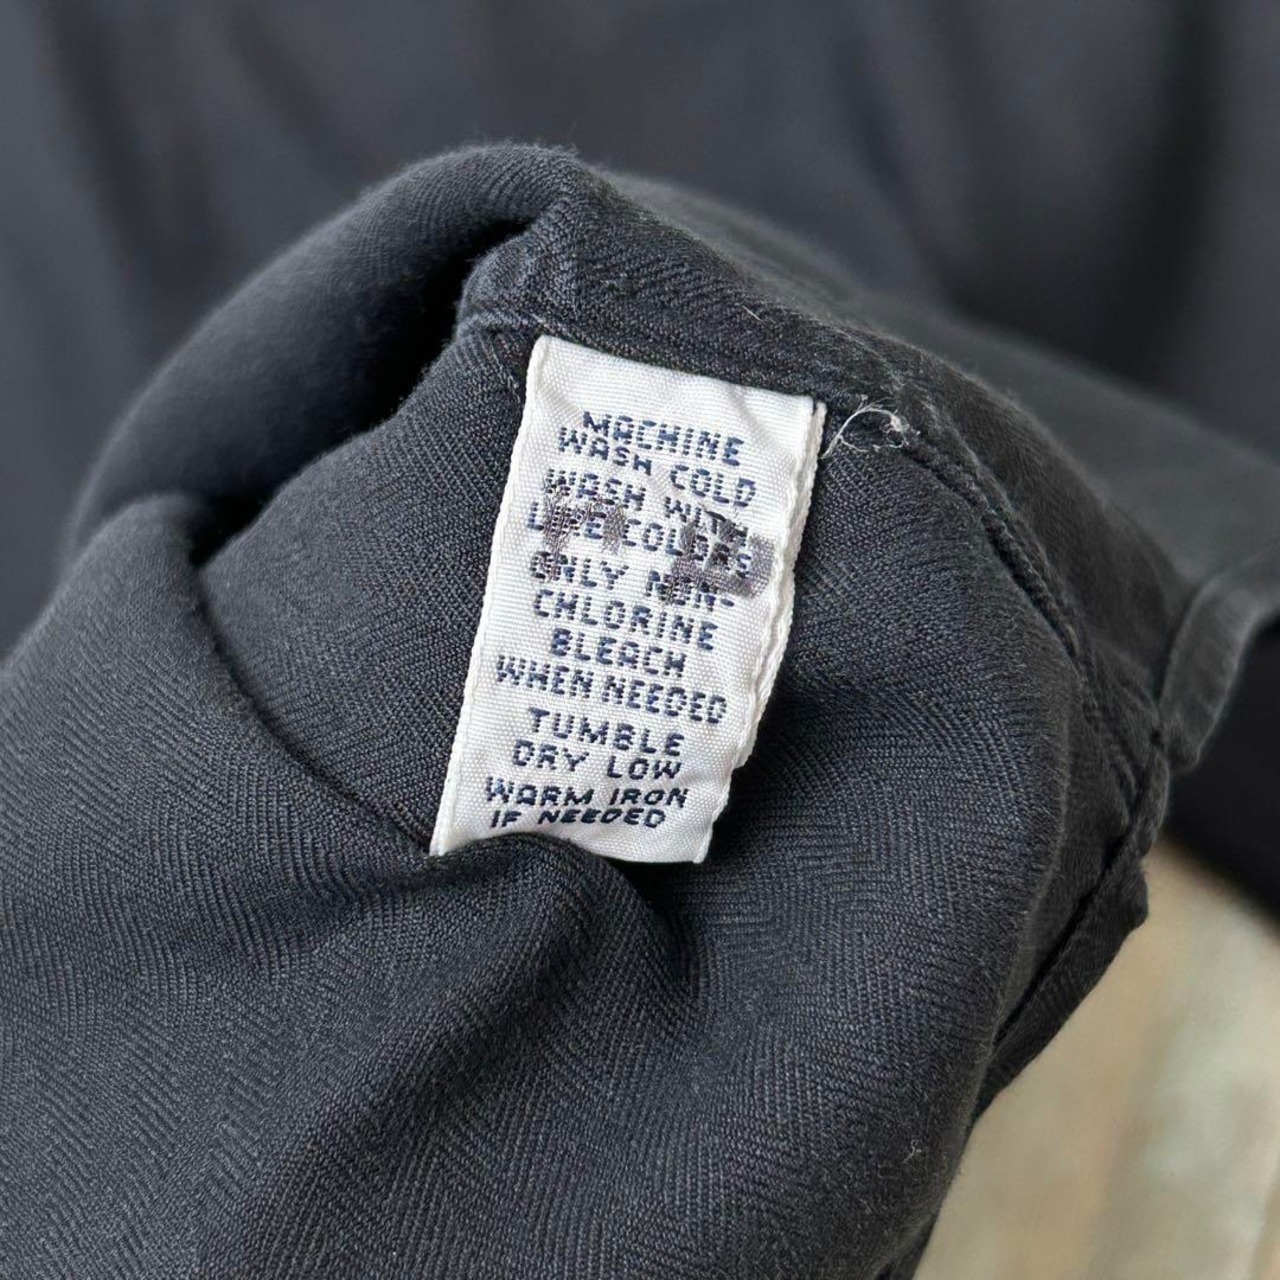 MACHINE
WASH COLD
WASH WITH
LIKE COLORS
ONLY NON-
CHLORINE
BLEACH
WHEN NEEDED
TUMBLE
DRY LOW
WARM IRON
IF NEEDED